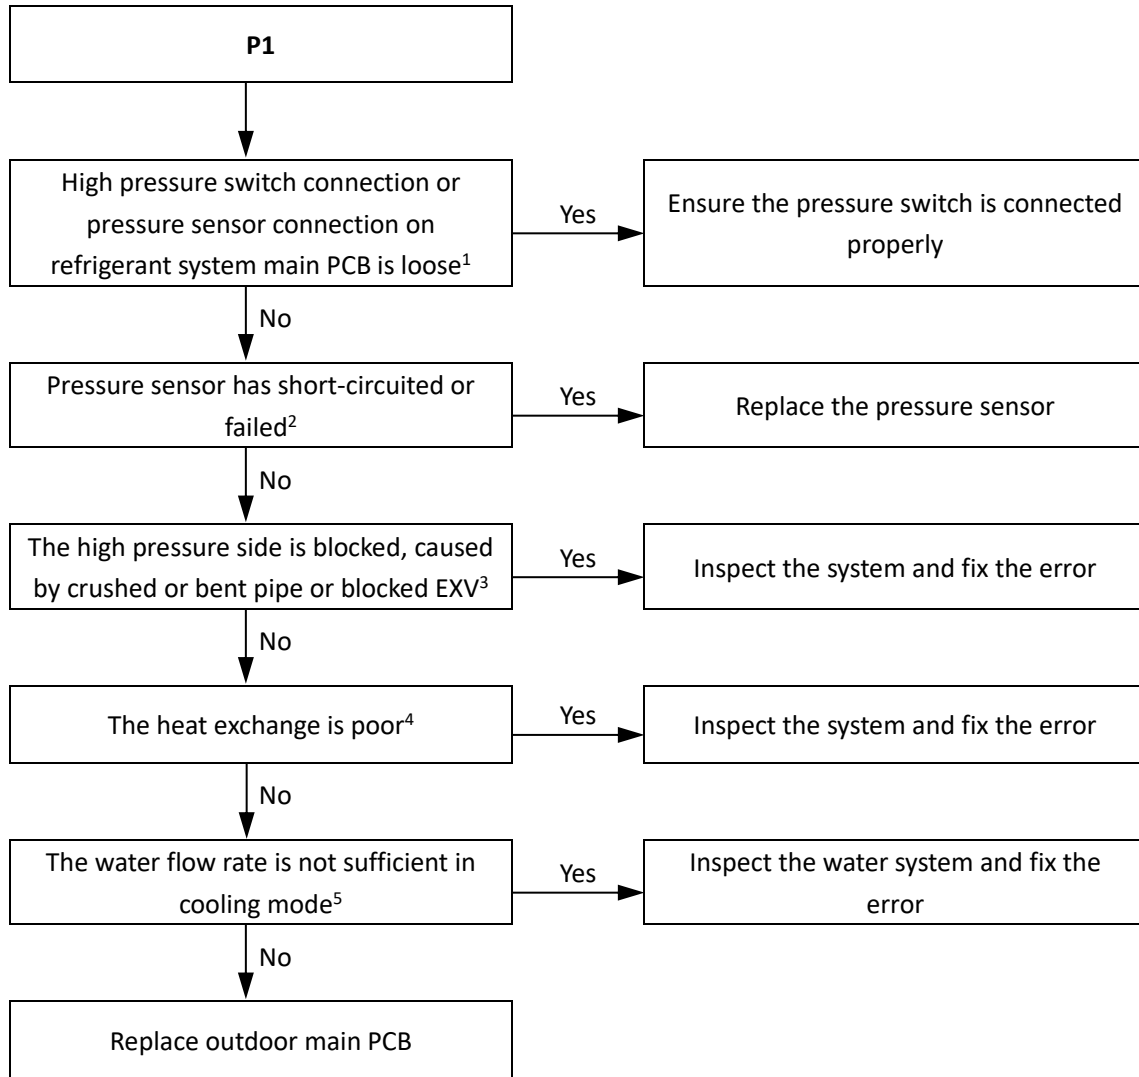 P1
High pressure switch connection or
pressure sensor connection on
refrigerant system main PCB is loose¹
Yes
Ensure the pressure switch is connected
properly
No
Pressure sensor has short-circuited or
failed²
Yes
Replace the pressure sensor
No
The high pressure side is blocked, caused
by crushed or bent pipe or blocked EXV³
Yes
Inspect the system and fix the error
No
The heat exchange is poor⁴
Yes
Inspect the system and fix the error
No
The water flow rate is not sufficient in
cooling mode⁵
Yes
Inspect the water system and fix the
error
No
Replace outdoor main PCB